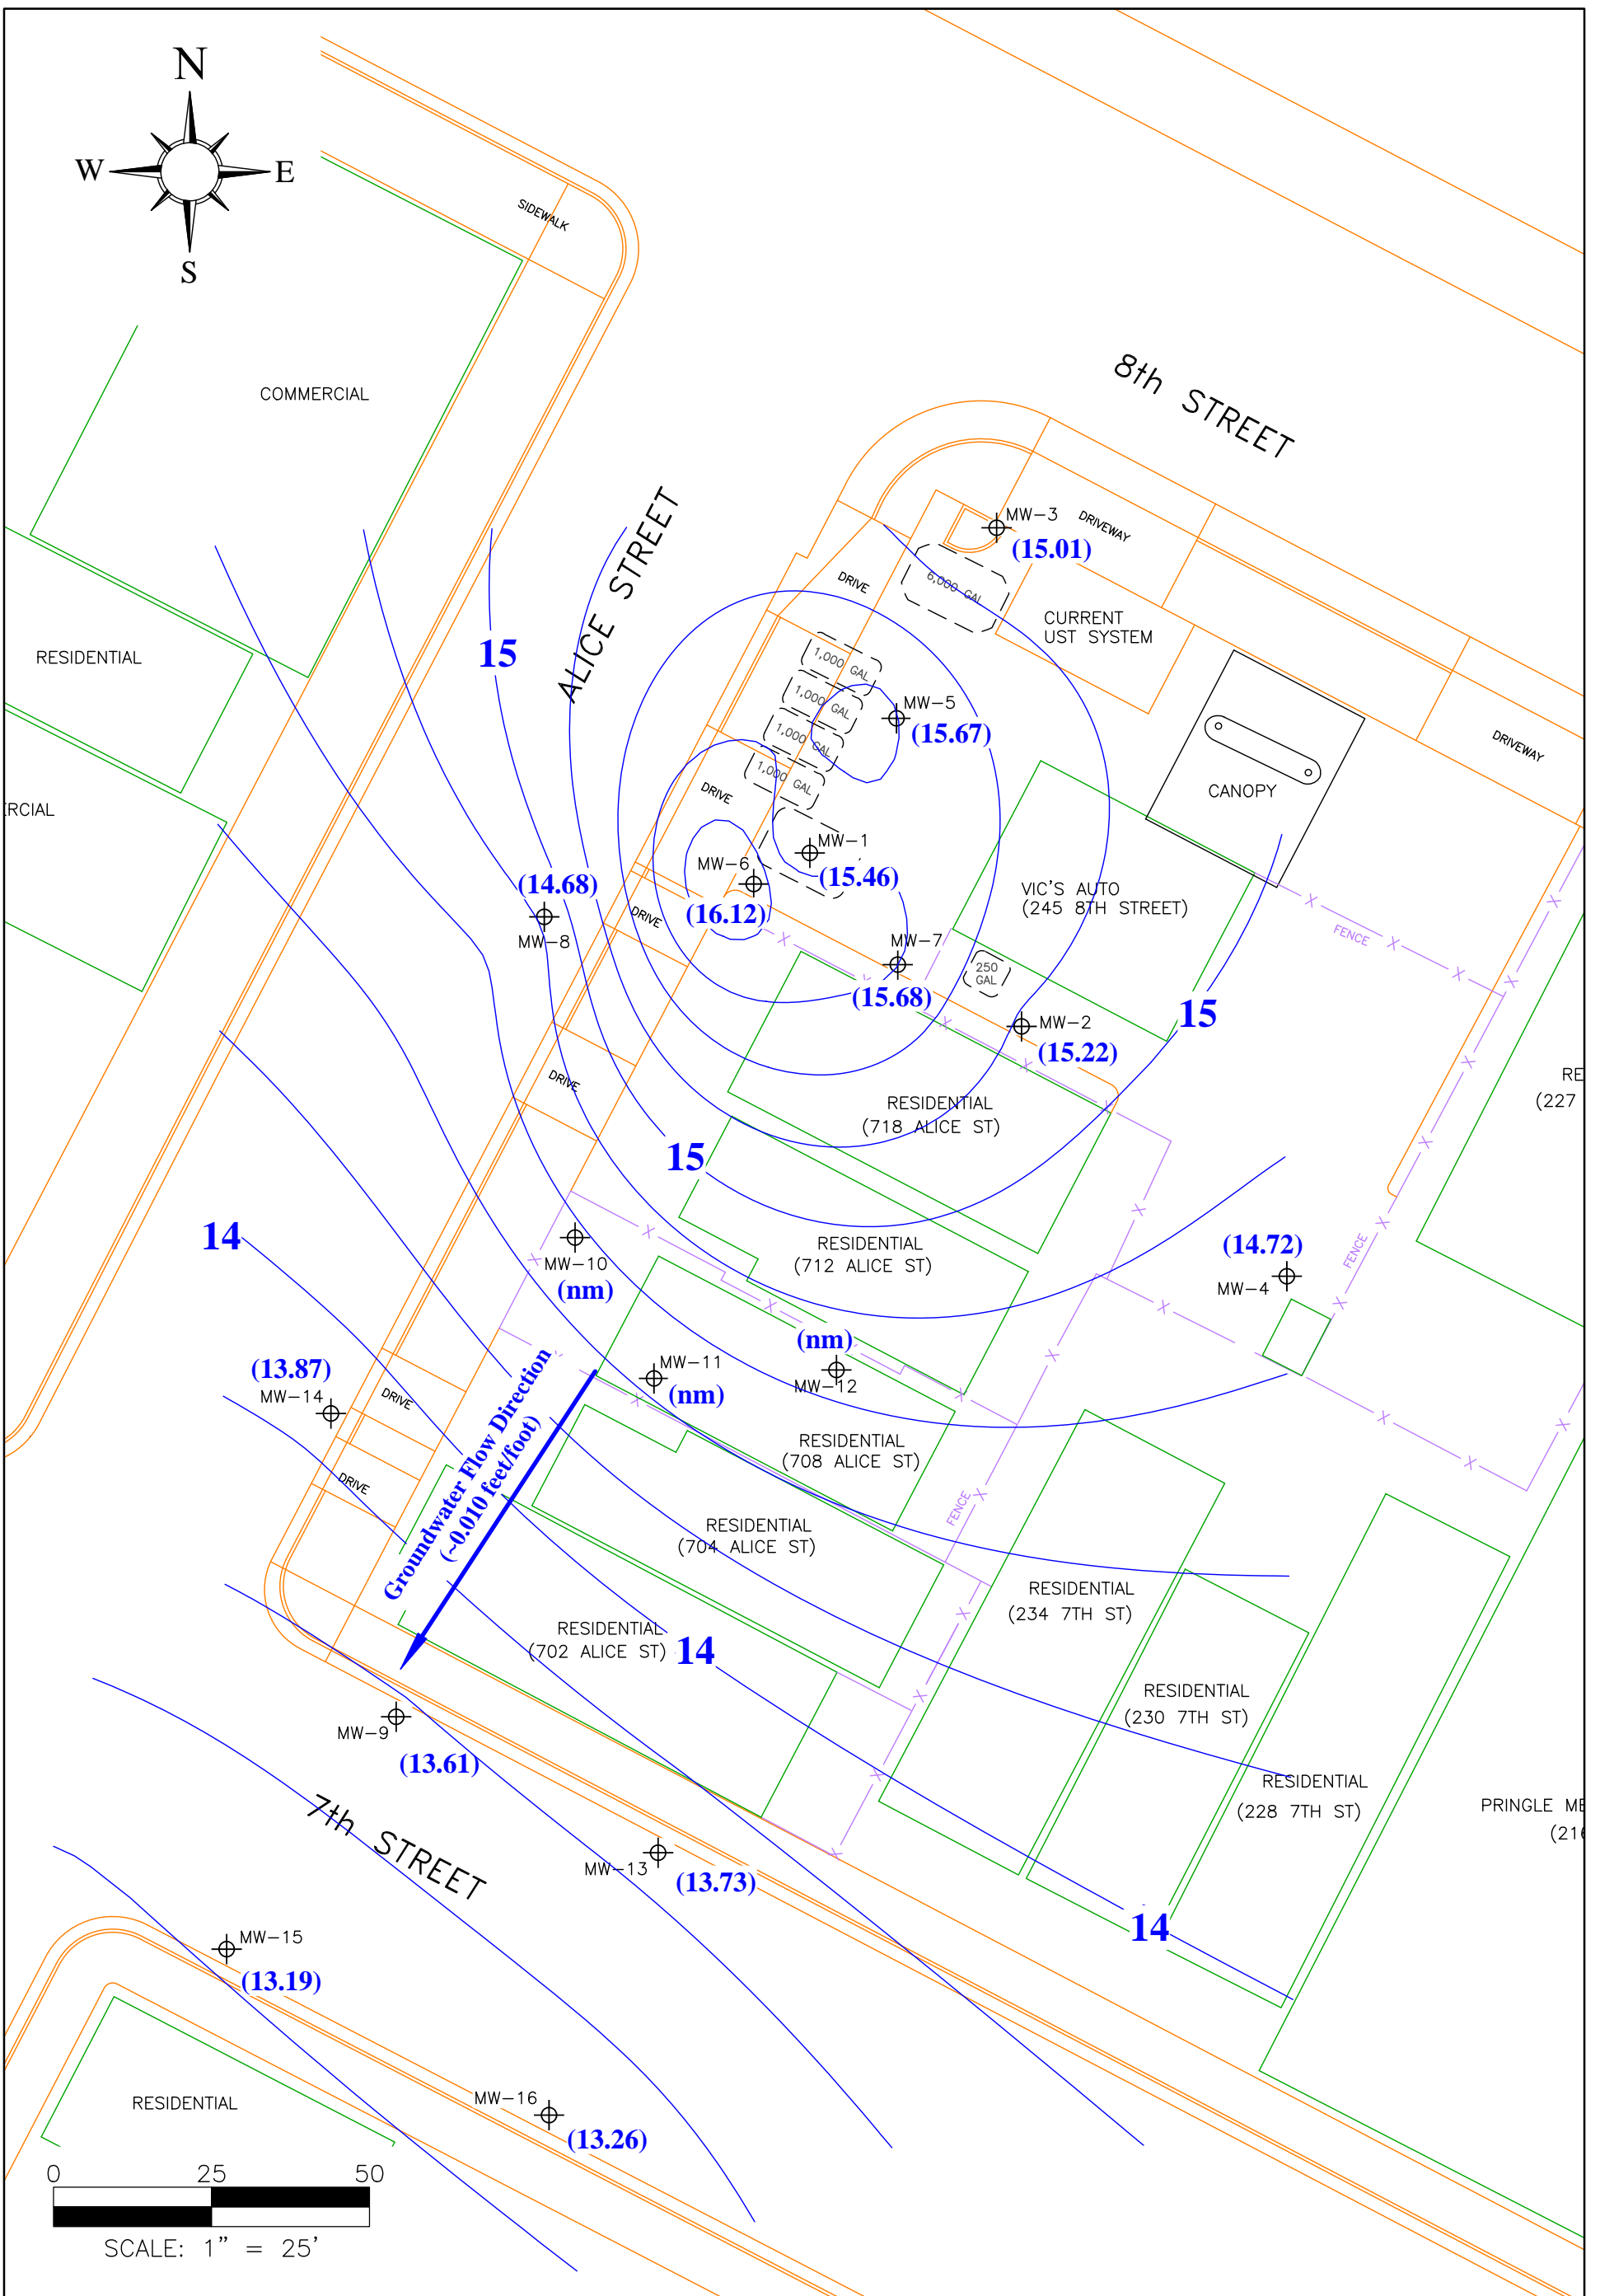 N
W
E
S
SIDEWALK
COMMERCIAL
8th STREET
ALICE STREET
MW-3
(15.01)
DRIVEWAY
DRIVE
6,000 GAL
CURRENT
UST SYSTEM
15
RESIDENTIAL
1,000 GAL
1,000 GAL
1,000 GAL
1,000 GAL
MW-5
(15.67)
DRIVEWAY
CANOPY
DRIVE
RCIAL
MW-1
(15.46)
MW-6
(16.12)
(14.68)
MW-8
DRIVE
VIC'S AUTO
(245 8TH STREET)
FENCE
MW-7
(15.68)
250
GAL
MW-2
(15.22)
15
DRIVE
RE
(227
RESIDENTIAL
(718 ALICE ST)
15
14
MW-10
(nm)
RESIDENTIAL
(712 ALICE ST)
(14.72)
MW-4
FENCE
(nm)
MW-12
MW-11
(nm)
(13.87)
MW-14
DRIVE
Groundwater Flow Direction
(~0.010 feet/foot)
RESIDENTIAL
(708 ALICE ST)
DRIVE
FENCE
RESIDENTIAL
(704 ALICE ST)
RESIDENTIAL
(234 7TH ST)
RESIDENTIAL
(702 ALICE ST)
14
RESIDENTIAL
(230 7TH ST)
MW-9
(13.61)
RESIDENTIAL
(228 7TH ST)
PRINGLE ME
(216
7th STREET
MW-13
(13.73)
14
MW-15
(13.19)
RESIDENTIAL
MW-16
(13.26)
0 25 50
SCALE: 1" = 25'